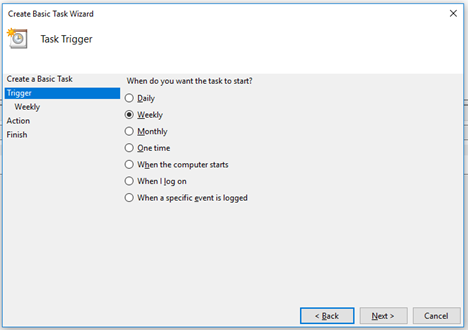 Create Basic Task Wizard
Task Trigger
Create a Basic Task
Trigger
Weekly
Action
Finish
When do you want the task to start?
Daily
Weekly
Monthly
One time
When the computer starts
When I log on
When a specific event is logged
< Back
Next >
Cancel